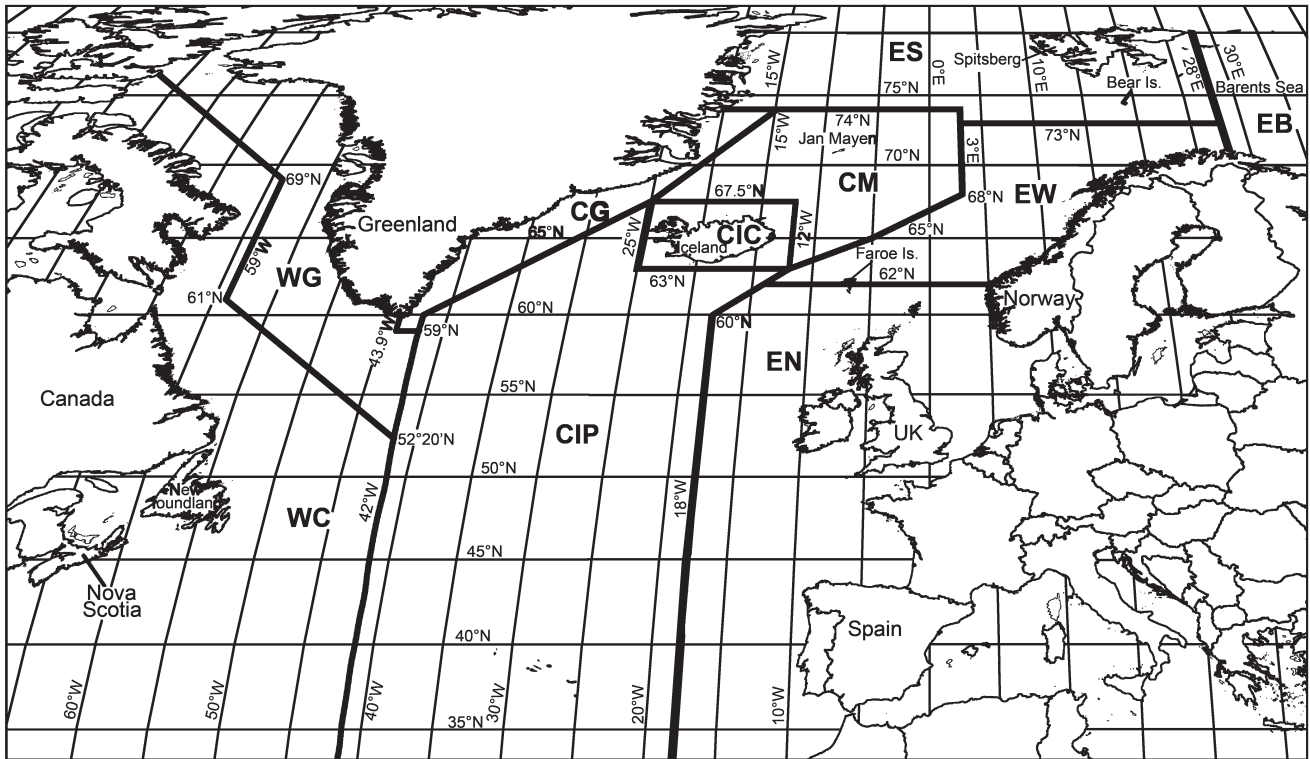 ES
15°W
0°E
Spitsberg
10°E
28°E
30°E
75°N
Bear Is.
Barents Sea
EB
74°N
15°W
Jan Mayen
3°E
73°N
70°N
69°N
CM
67.5°N
68°N
EW
Greenland
CG
65°N
25°W
CIC
Iceland
12°W
65°N
Faroe Is.
59°W
WG
63°N
62°N
61°N
Norway
60°N
60°N
43.9°W
59°N
EN
55°N
Canada
52°20'N
CIP
UK
50°N
New
foundland
42°W
18°W
WC
45°N
Nova
Scotia
Spain
40°N
60°W
50°W
40°W
30°W
20°W
10°W
35°N